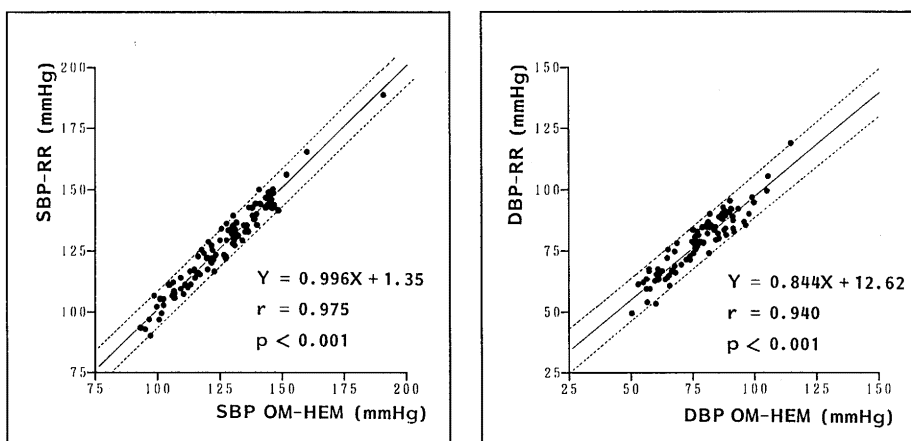 SBP-RR (mmHg)
200
175
150
125
100
75
Y = 0.996X + 1.35
r = 0.975
p < 0.001
75 100 125 150 175 200
SBP OM-HEM (mmHg)
DBP-RR (mmHg)
150
125
100
75
50
25
Y = 0.844X + 12.62
r = 0.940
p < 0.001
25 50 75 100 125 150
DBP OM-HEM (mmHg)